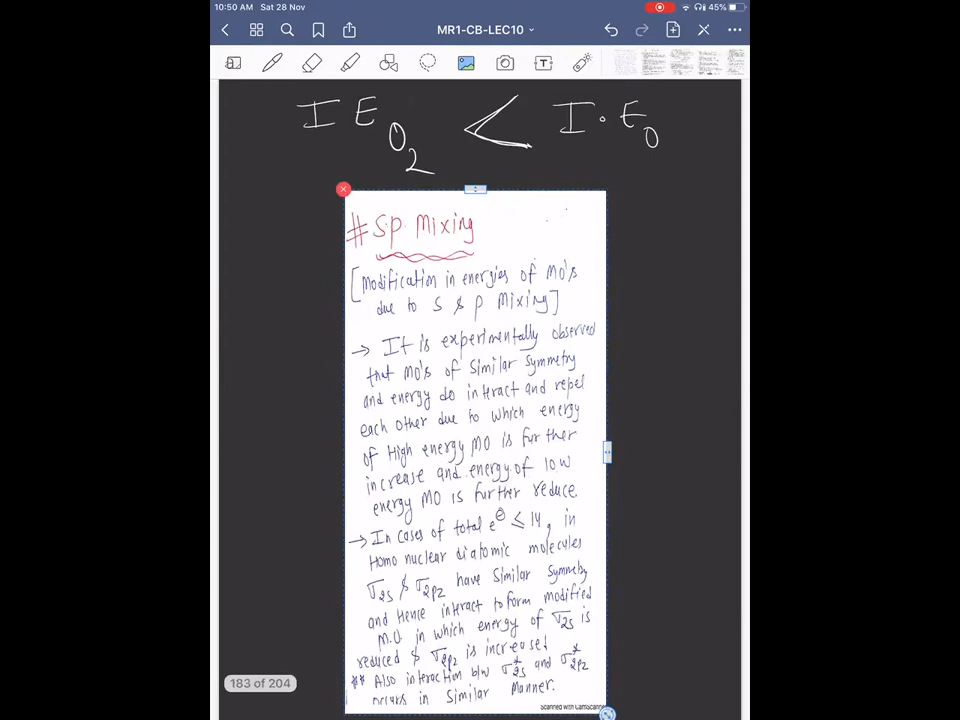 10:50 AM Sat 28 Nov
45%
MR1-CB-LEC10
T
I E O2 < I. E O
# Sp Mixing
[Modification in energies of MO's
due to S & p Mixing]
→ It is experimentally observed
that MO's of Similar Symmetry
and energy do interact and repel
each other due to which energy
of High energy MO is further
increase and energy of low
energy MO is further reduce.
→ In cases of total e⊖ ≤ 14, in
Homo nuclear diatomic molecules
σ2s & σ2pz have Similar Symmetry
and Hence interact to form modified
M.O in which energy of σ2s is
reduced & σ2pz is increased
** Also interaction b/w σ*2s and σ*2pz
occurs in Similar Manner.
Scanned with CamScanne
183 of 204